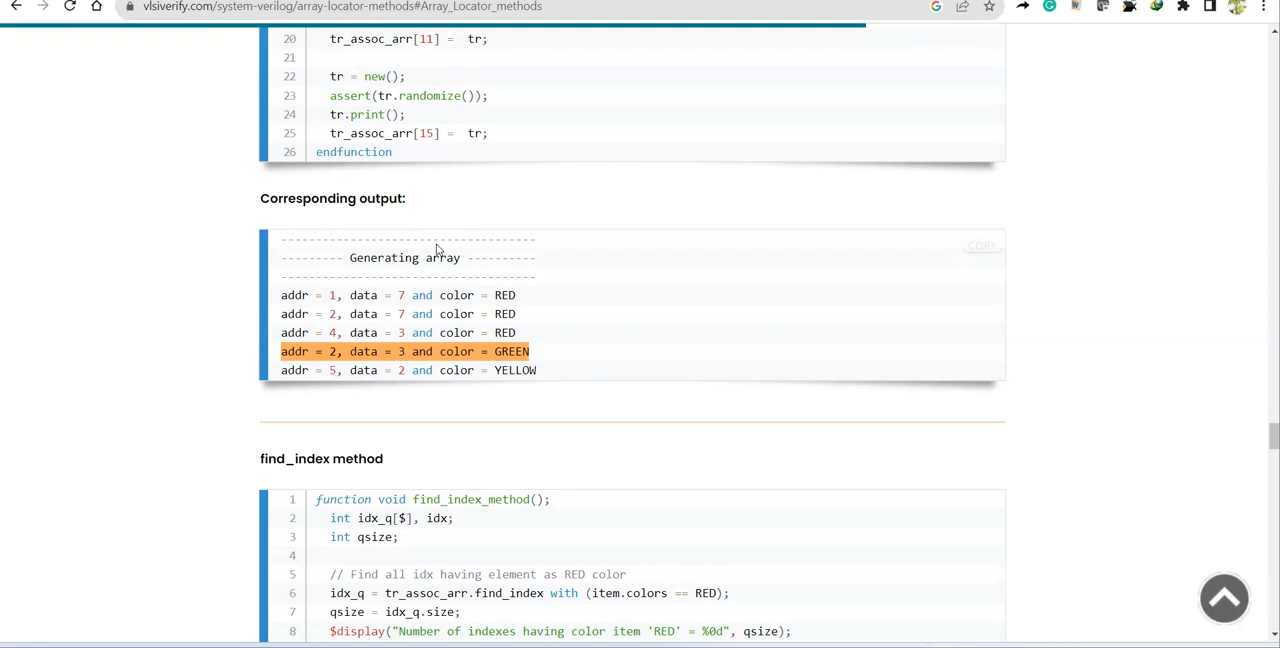 vlsiverify.com/system-verilog/array-locator-methods#Array_Locator_methods
20 tr_assoc_arr[11] = tr;
21
22 tr = new();
23 assert(tr.randomize());
24 tr.print();
25 tr_assoc_arr[15] = tr;
26 endfunction
Corresponding output:
-------------------------------------
--------- Generating array ----------
-------------------------------------
COPY
addr = 1, data = 7 and color = RED
addr = 2, data = 7 and color = RED
addr = 4, data = 3 and color = RED
addr = 2, data = 3 and color = GREEN
addr = 5, data = 2 and color = YELLOW
find_index method
1 function void find_index_method();
2 int idx_q[$], idx;
3 int qsize;
4
5 // Find all idx having element as RED color
6 idx_q = tr_assoc_arr.find_index with (item.colors == RED);
7 qsize = idx_q.size;
8 $display("Number of indexes having color item 'RED' = %0d", qsize);